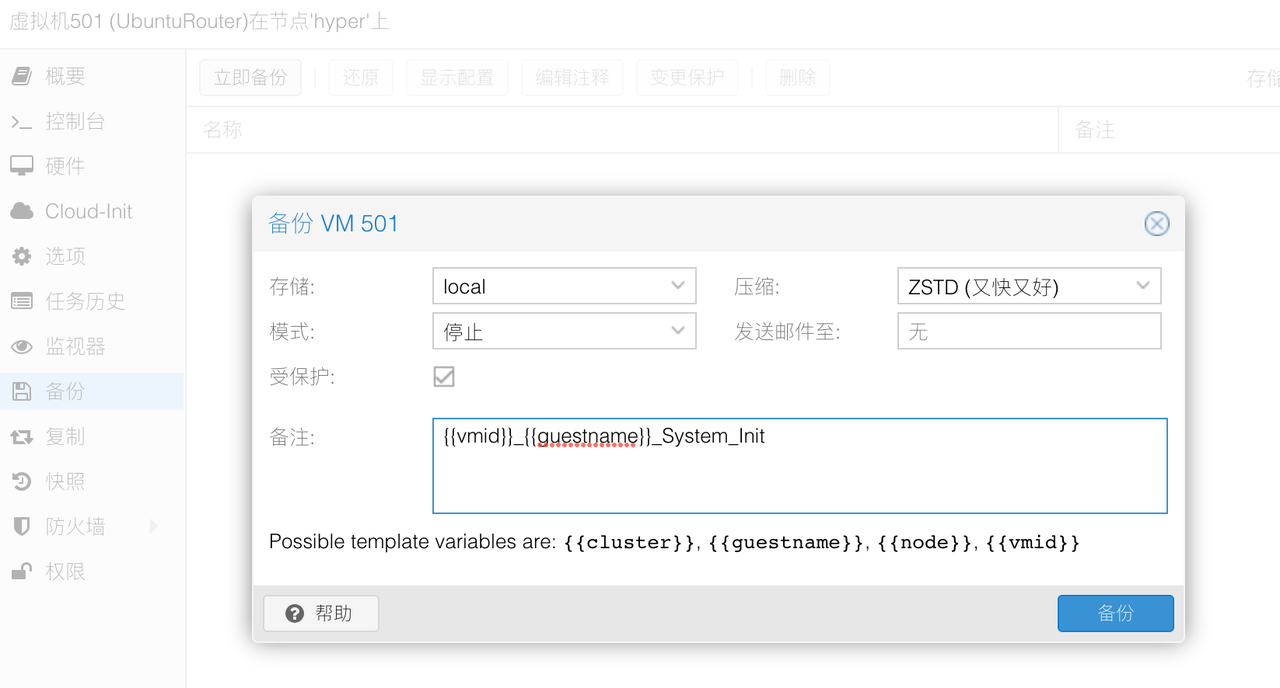 虚拟机501 (UbuntuRouter)在节点'hyper'上
概要
控制台
硬件
Cloud-Init
选项
任务历史
监视器
备份
复制
快照
防火墙
权限
立即备份 还原 显示配置 编辑注释 变更保护 删除 存储
名称 备注
备份 VM 501
存储: local 压缩: ZSTD (又快又好)
模式: 停止 发送邮件至: 无
受保护:
备注: {{vmid}}_{{guestname}}_System_Init
Possible template variables are: {{cluster}}, {{guestname}}, {{node}}, {{vmid}}
帮助 备份